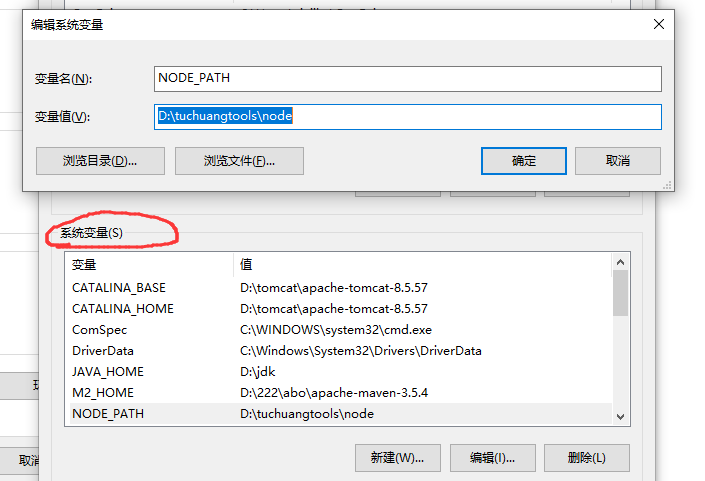 编辑系统变量
变量名(N):
NODE_PATH
变量值(V):
D:\tuchuangtools\node
浏览目录(D)...
浏览文件(F)...
确定
取消
系统变量(S)
变量 值
CATALINA_BASE D:\tomcat\apache-tomcat-8.5.57
CATALINA_HOME D:\tomcat\apache-tomcat-8.5.57
ComSpec C:\WINDOWS\system32\cmd.exe
DriverData C:\Windows\System32\Drivers\DriverData
JAVA_HOME D:\jdk
M2_HOME D:\222\abo\apache-maven-3.5.4
NODE_PATH D:\tuchuangtools\node
取消
新建(W)...
编辑(I)...
删除(L)